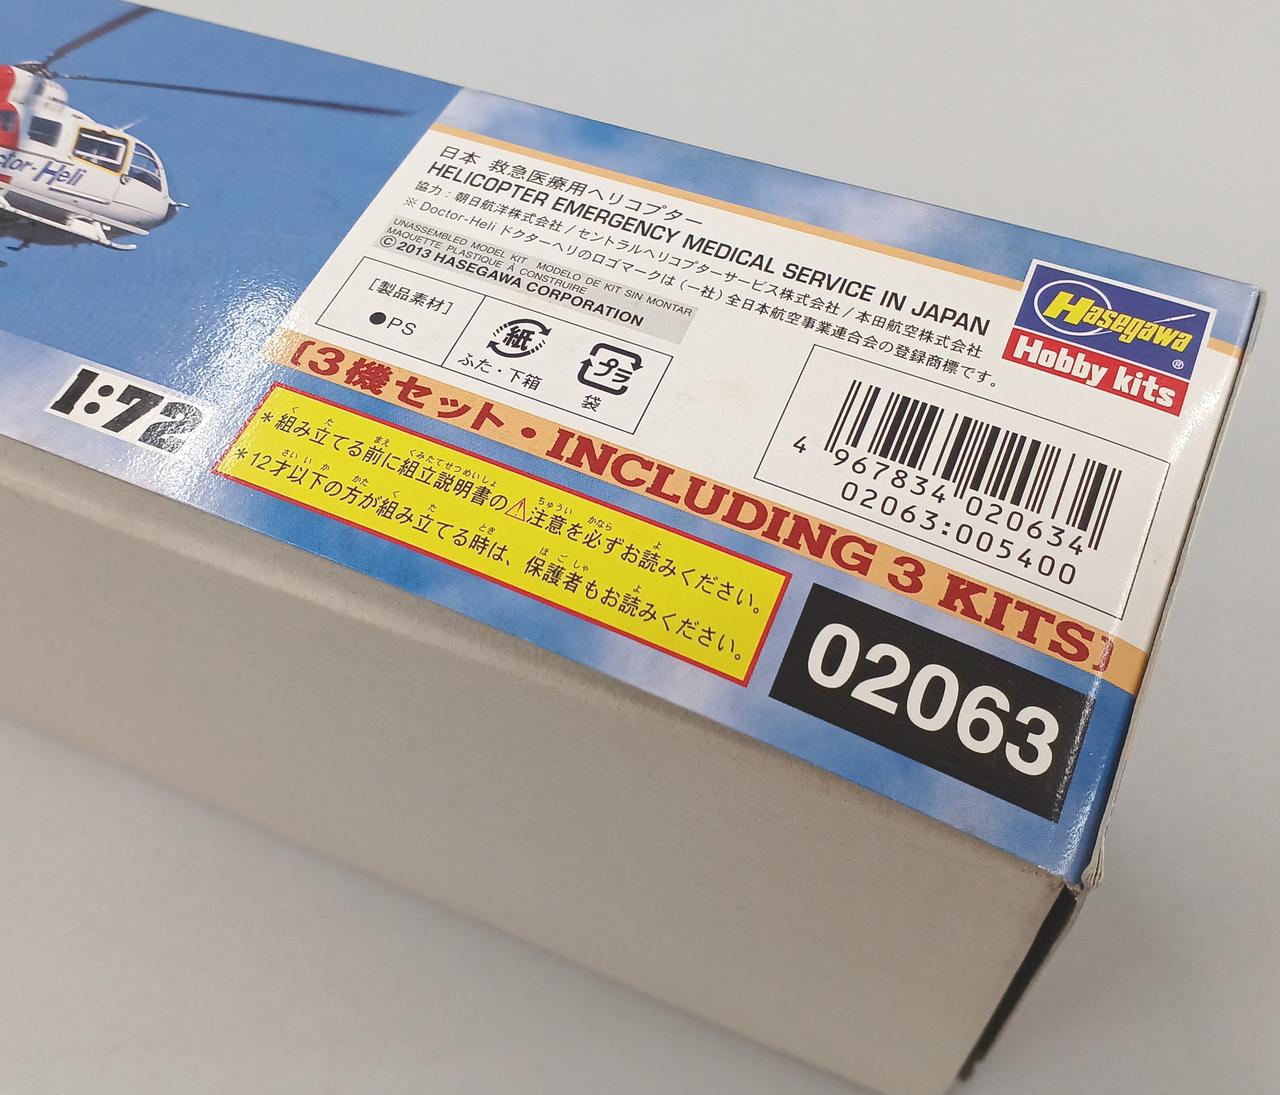 ctor-Heli
日本 救急医療用ヘリコプター
HELICOPTER EMERGENCY MEDICAL SERVICE IN JAPAN
協力：朝日航洋株式会社 / セントラルヘリコプターサービス株式会社 / 本田航空株式会社
※ Doctor-Heli ドクターヘリのロゴマークは (一社) 全日本航空事業連合会の登録商標です。
UNASSEMBLED MODEL KIT MODELO DE KIT SIN MONTAR
MAQUETTE PLASTIQUE À CONSTRUIRE
© 2013 HASEGAWA CORPORATION
Hasegawa
®
Hobby kits
[製品素材]
●PS
紙
ふた・下箱
プラ
袋
4 967834 020634
02063:005400
[3機セット・INCLUDING 3 KITS]
1:72
＊組み立てる前に組立説明書の⚠注意を必ずお読みください。
＊12才以下の方が組み立てる時は、保護者もお読みください。
02063